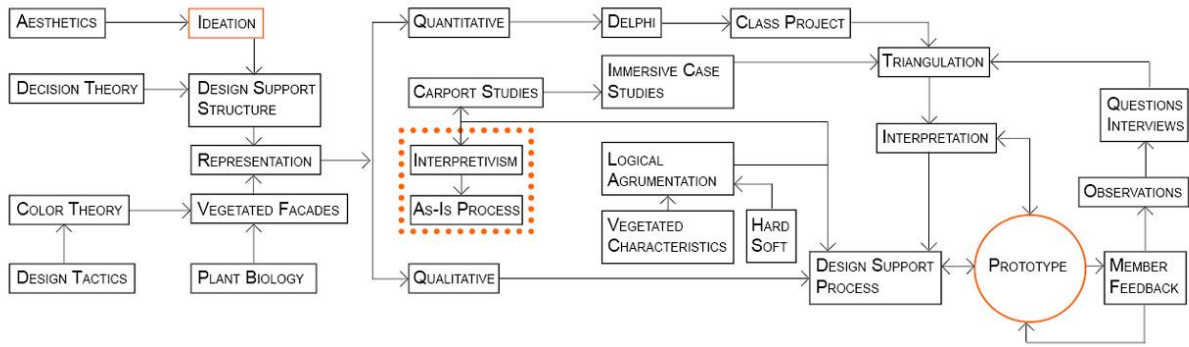 AESTHETICS
IDEATION
QUANTITATIVE
DELPHI
CLASS PROJECT
DECISION THEORY
DESIGN SUPPORT
STRUCTURE
CARPORT STUDIES
IMMERSIVE CASE
STUDIES
TRIANGULATION
QUESTIONS
INTERVIEWS
REPRESENTATION
INTERPRETIVISM
LOGICAL
AGRUMENTATION
INTERPRETATION
COLOR THEORY
VEGETATED FACADES
AS-IS PROCESS
VEGETATED
CHARACTERISTICS
HARD
SOFT
OBSERVATIONS
DESIGN TACTICS
PLANT BIOLOGY
QUALITATIVE
DESIGN SUPPORT
PROCESS
PROTOTYPE
MEMBER
FEEDBACK